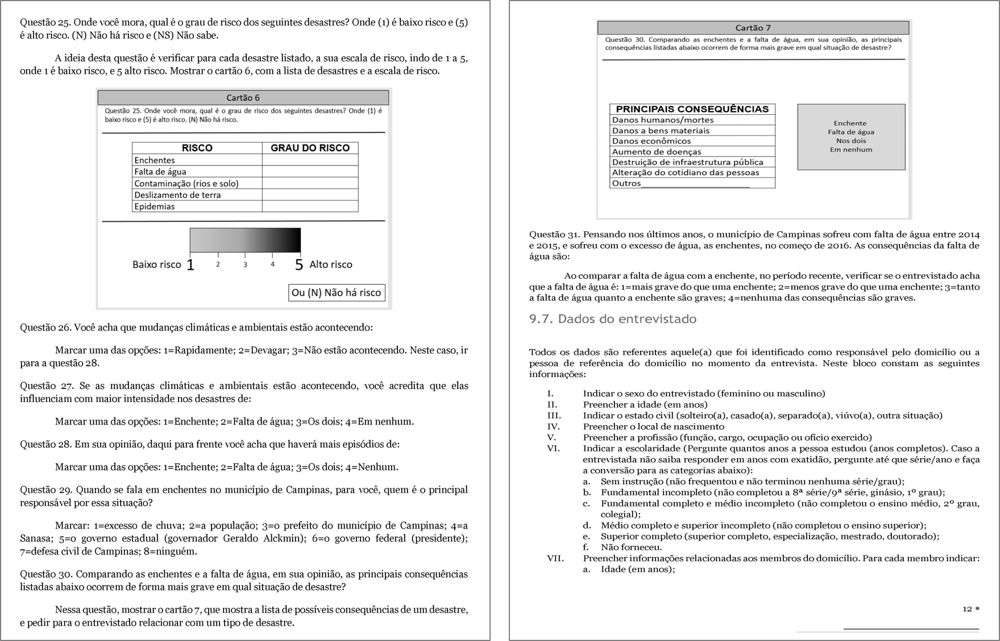 Questão 25. Onde você mora, qual é o grau de risco dos seguintes desastres? Onde (1) é baixo risco e (5)
é alto risco. (N) Não há risco e (NS) Não sabe.
A ideia desta questão é verificar para cada desastre listado, a sua escala de risco, indo de 1 a 5,
onde 1 é baixo risco, e 5 alto risco. Mostrar o cartão 6, com a lista de desastres e a escala de risco.
Cartão 6
Questão 25. Onde você mora, qual é o grau de risco dos seguintes desastres? Onde (1) é
baixo risco e (5) é alto risco. (N) Não há risco.
RISCO GRAU DO RISCO
Enchentes
Falta de água
Contaminação (rios e solo)
Deslizamento de terra
Epidemias
Baixo risco 1 2 3 4 5 Alto risco
Ou (N) Não há risco
Questão 26. Você acha que mudanças climáticas e ambientais estão acontecendo:
Marcar uma das opções: 1=Rapidamente; 2=Devagar; 3=Não estão acontecendo. Neste caso, ir
para a questão 28.
Questão 27. Se as mudanças climáticas e ambientais estão acontecendo, você acredita que elas
influenciam com maior intensidade nos desastres de:
Marcar uma das opções: 1=Enchente; 2=Falta de água; 3=Os dois; 4=Em nenhum.
Questão 28. Em sua opinião, daqui para frente você acha que haverá mais episódios de:
Marcar uma das opções: 1=Enchente; 2=Falta de água; 3=Os dois; 4=Nenhum.
Questão 29. Quando se fala em enchentes no município de Campinas, para você, quem é o principal
responsável por essa situação?
Marcar: 1=excesso de chuva; 2=a população; 3=o prefeito do município de Campinas; 4=a
Sanasa; 5=o governo estadual (governador Geraldo Alckmin); 6=o governo federal (presidente);
7=defesa civil de Campinas; 8=ninguém.
Questão 30. Comparando as enchentes e a falta de água, em sua opinião, as principais consequências
listadas abaixo ocorrem de forma mais grave em qual situação de desastre?
Nessa questão, mostrar o cartão 7, que mostra a lista de possíveis consequências de um desastre,
e pedir para o entrevistado relacionar com um tipo de desastre.
Cartão 7
Questão 30. Comparando as enchentes e a falta de água, em sua opinião, as principais
consequências listadas abaixo ocorrem de forma mais grave em qual situação de desastre?
PRINCIPAIS CONSEQUÊNCIAS
Danos humanos/mortes
Danos a bens materiais
Danos econômicos
Aumento de doenças
Destruição de infraestrutura pública
Alteração do cotidiano das pessoas
Outros____________________________
Enchente
Falta de água
Nos dois
Em nenhum
Questão 31. Pensando nos últimos anos, o município de Campinas sofreu com falta de água entre 2014
e 2015, e sofreu com o excesso de água, as enchentes, no começo de 2016. As consequências da falta de
água são:
Ao comparar a falta de água com a enchente, no período recente, verificar se o entrevistado acha
que a falta de água é: 1=mais grave do que uma enchente; 2=menos grave do que uma enchente; 3=tanto
a falta de água quanto a enchente são graves; 4=nenhuma das consequências são graves.
9.7. Dados do entrevistado
Todos os dados são referentes aquele(a) que foi identificado como responsável pelo domicílio ou a
pessoa de referência do domicílio no momento da entrevista. Neste bloco constam as seguintes
informações:
I. Indicar o sexo do entrevistado (feminino ou masculino)
II. Preencher a idade (em anos)
III. Indicar o estado civil (solteiro(a), casado(a), separado(a), viúvo(a), outra situação)
IV. Preencher o local de nascimento
V. Preencher a profissão (função, cargo, ocupação ou ofício exercido)
VI. Indicar a escolaridade (Pergunte quantos anos a pessoa estudou (anos completos). Caso a
entrevistada não saiba responder em anos com exatidão, pergunte até que série/ano e faça
a conversão para as categorias abaixo):
a. Sem instrução (não frequentou e não terminou nenhuma série/grau);
b. Fundamental incompleto (não completou a 8ª série/9ª série, ginásio, 1º grau);
c. Fundamental completo e médio incompleto (não completou o ensino médio, 2º grau,
colegial);
d. Médio completo e superior incompleto (não completou o ensino superior);
e. Superior completo (superior completo, especialização, mestrado, doutorado);
f. Não forneceu.
VII. Preencher informações relacionadas aos membros do domicílio. Para cada membro indicar:
a. Idade (em anos);
12 •